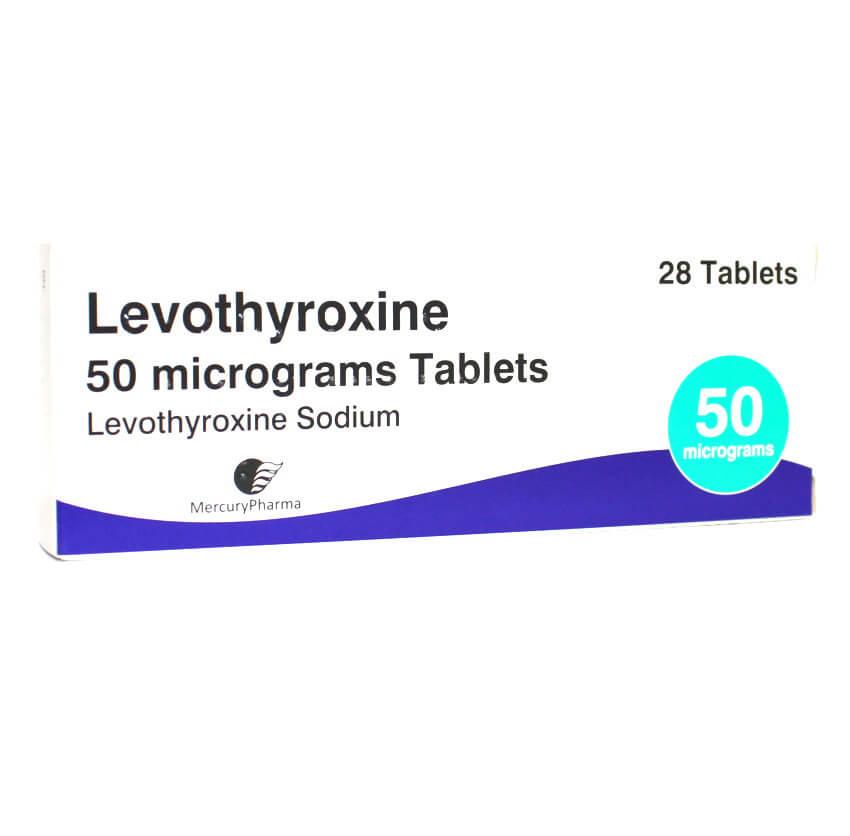 28 Tablets
Levothyroxine
50 micrograms Tablets
Levothyroxine Sodium
50
micrograms
MercuryPharma